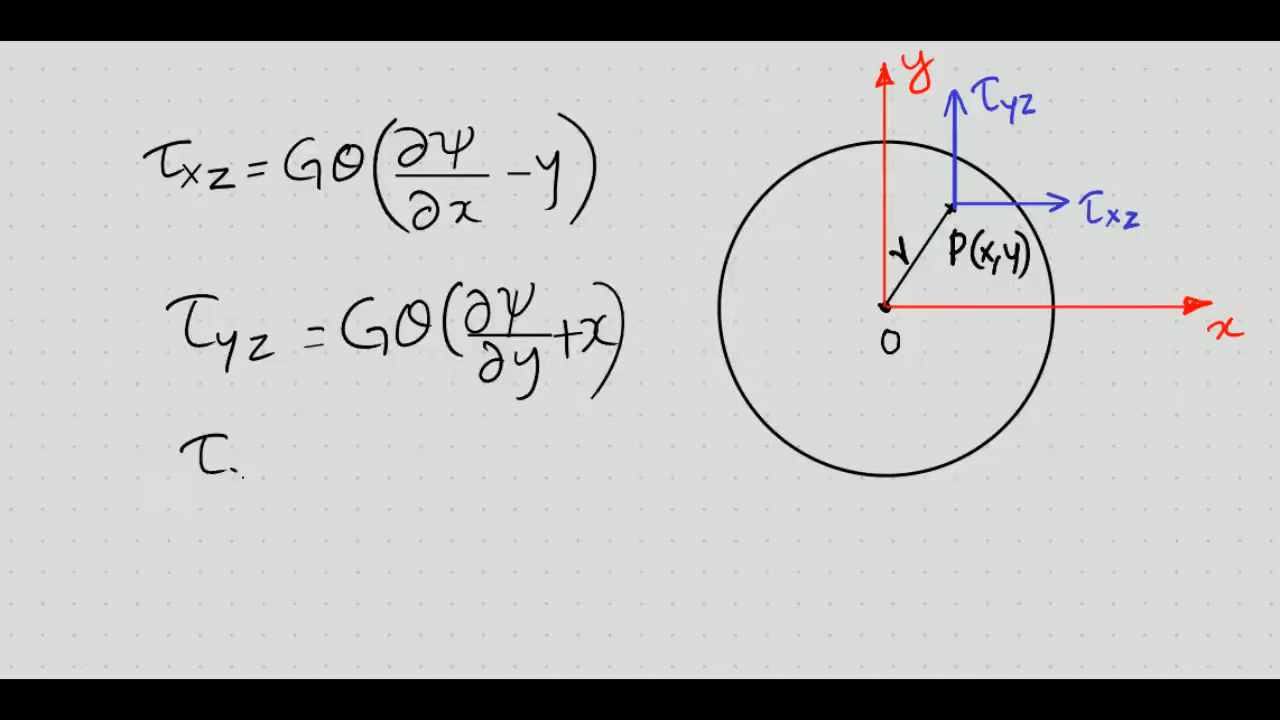 τxz = Gθ(∂ψ/∂x - y)
τyz = Gθ(∂ψ/∂y + x)
τ.
y
τyz
τxz
r
P(x,y)
O
x